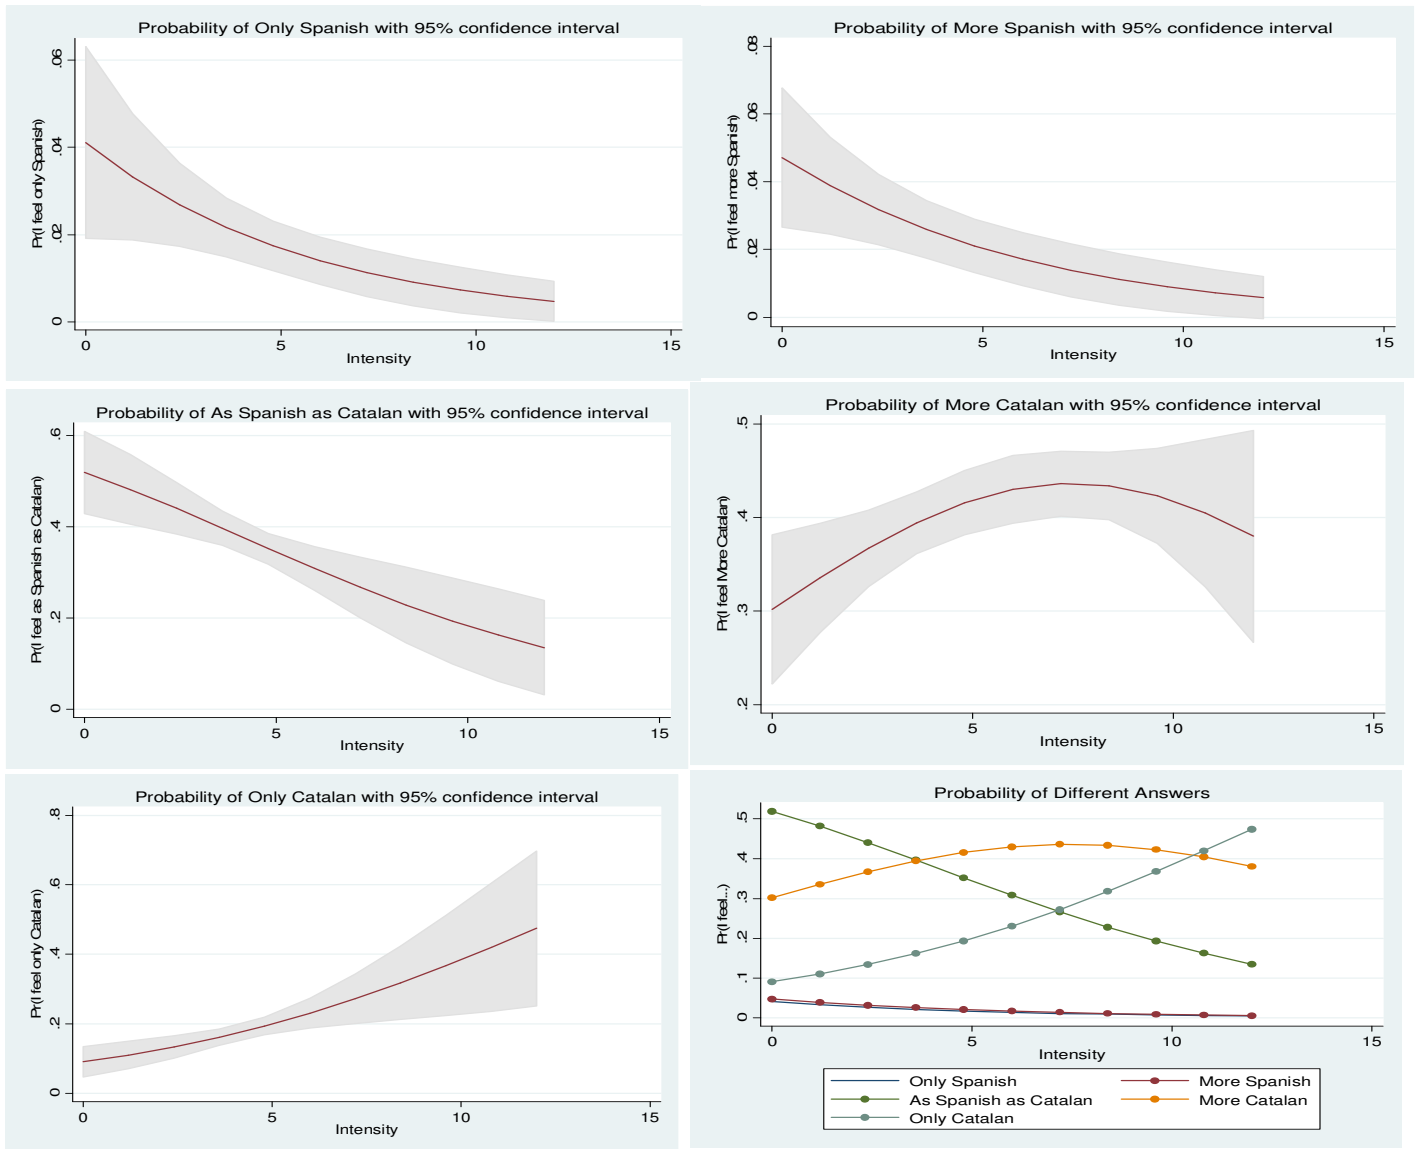 Probability of Only Spanish with 95% confidence interval
Pr(I feel only Spanish)
.06
.04
.02
0
0 5 10 15
Intensity
Probability of More Spanish with 95% confidence interval
Pr(I feel more Spanish)
.08
.06
.04
.02
0
0 5 10 15
Intensity
Probability of As Spanish as Catalan with 95% confidence interval
Pr(I feel as Spanish as Catalan)
.6
.4
.2
0
0 5 10 15
Intensity
Probability of More Catalan with 95% confidence interval
Pr(I feel More Catalan)
.5
.4
.3
.2
0 5 10 15
Intensity
Probability of Only Catalan with 95% confidence interval
Pr(I feel only Catalan)
.8
.6
.4
.2
0
0 5 10 15
Intensity
Probability of Different Answers
Pr(I feel...)
.5
.4
.3
.2
.1
0
0 5 10 15
Intensity
Only Spanish More Spanish
As Spanish as Catalan More Catalan
Only Catalan